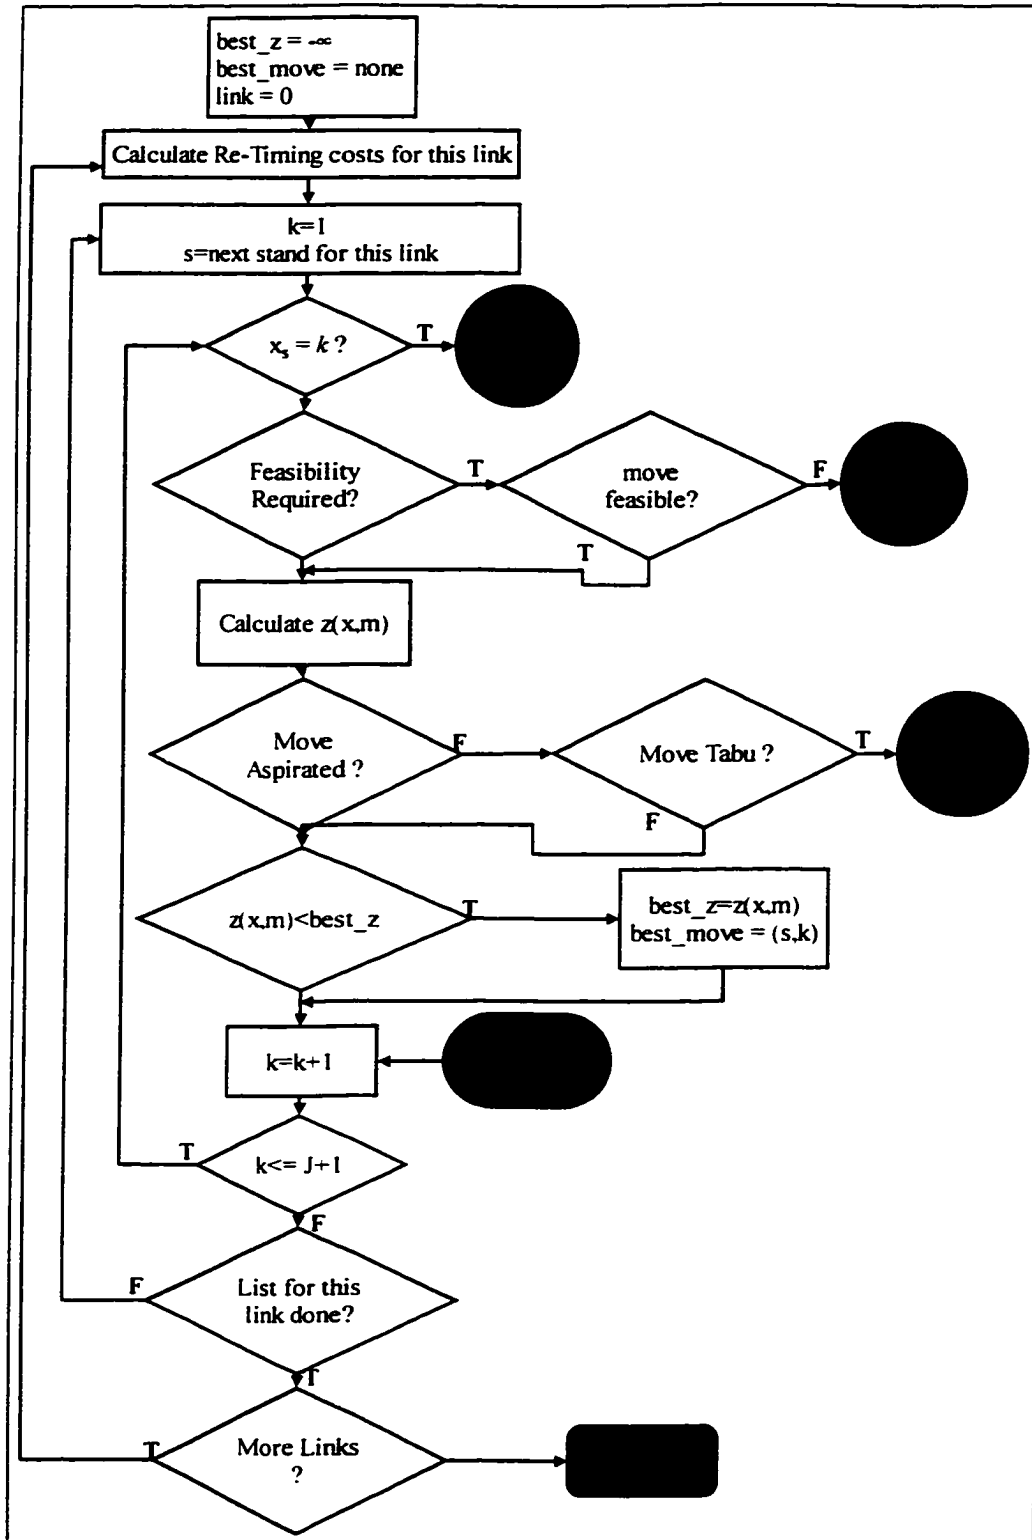 best_z = -∞
best_move = none
link = 0
Calculate Re-Timing costs for this link
k=1
s=next stand for this link
xₛ = k ?
T
Feasibility
Required?
T
move
feasible?
F
T
Calculate z(x,m)
Move
Aspirated ?
F
Move Tabu ?
T
F
z(x,m)<best_z
T
best_z=z(x,m)
best_move = (s,k)
k=k+1
k<= J+1
T
F
List for this
link done?
F
T
More Links
?
T